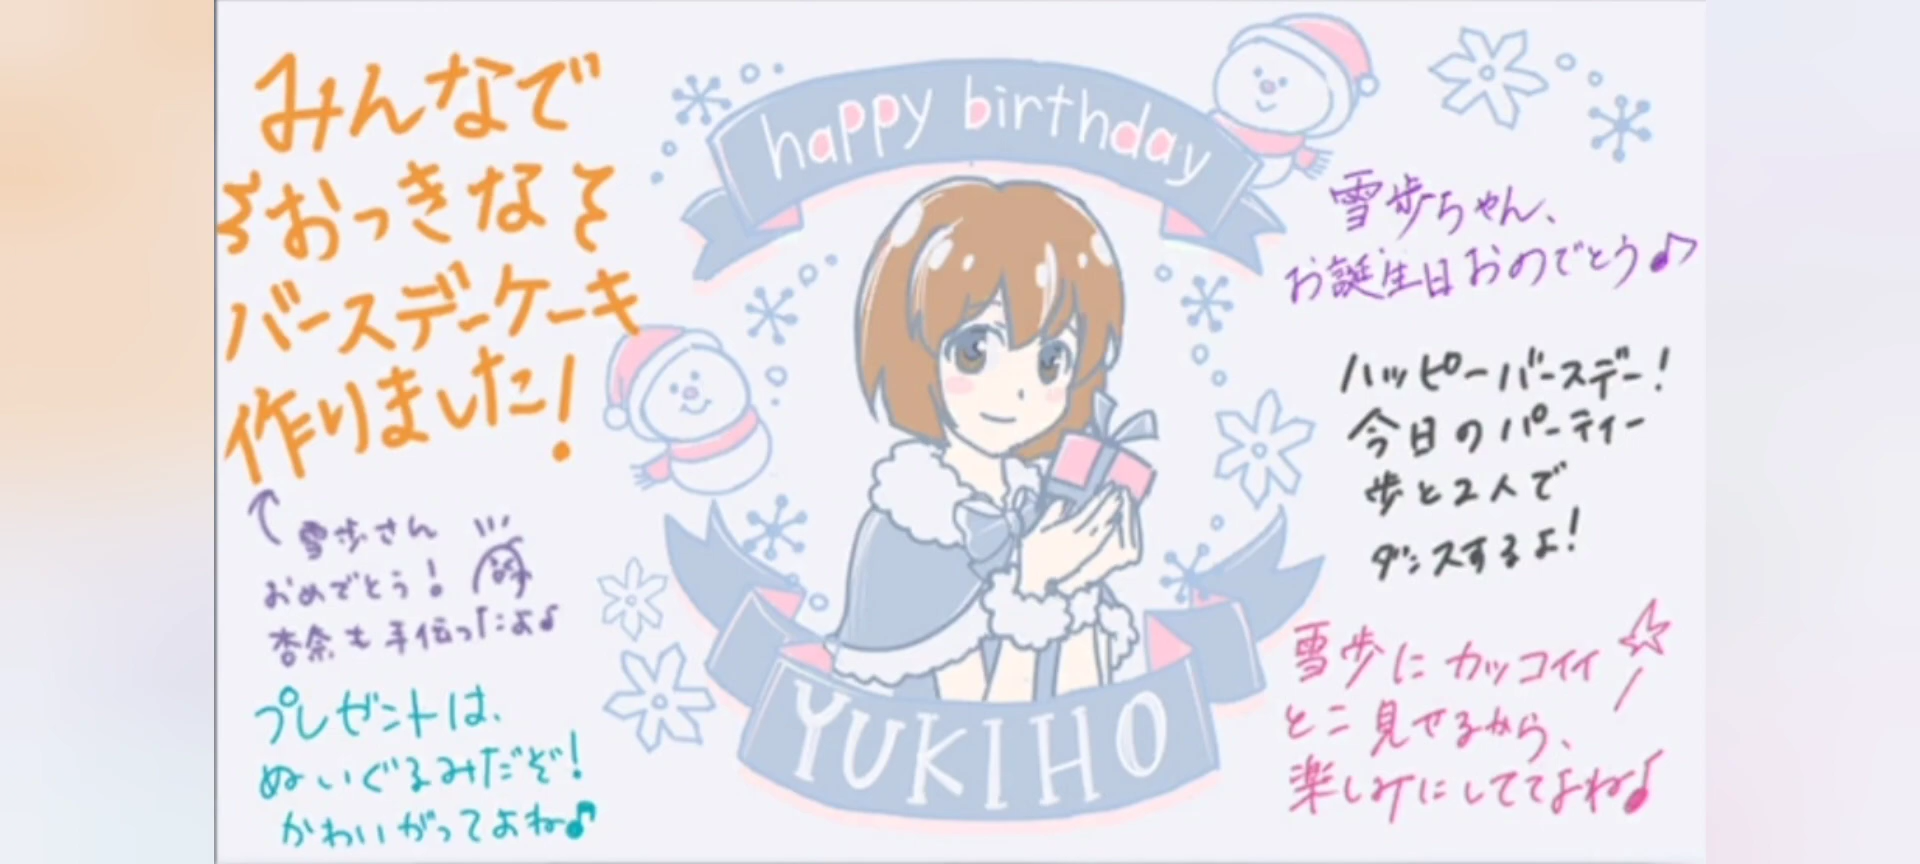 みんなで
おっきな
バースデーケーキ
作りました!
雪歩さん
おめでとう!
杏奈も手伝ったよ♪
プレゼントは、
ぬいぐるみだぞ!
かわいがってよね♪
happy birthday
YUKIHO
雪歩ちゃん、
お誕生日おめでとう♪
ハッピーバースデー!
今日のパーティー
歩と2人で
ダンスするよ!
雪歩にカッコイイ
とこ見せるから、
楽しみにしててよね♪